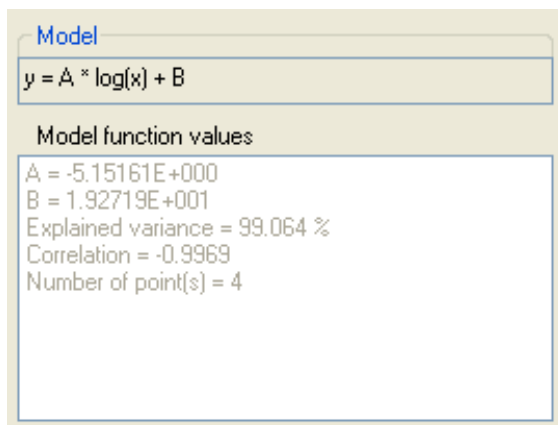 Model
y = A * log(x) + B
Model function values
A = -5.15161E+000
B = 1.92719E+001
Explained variance = 99.064 %
Correlation = -0.9969
Number of point(s) = 4